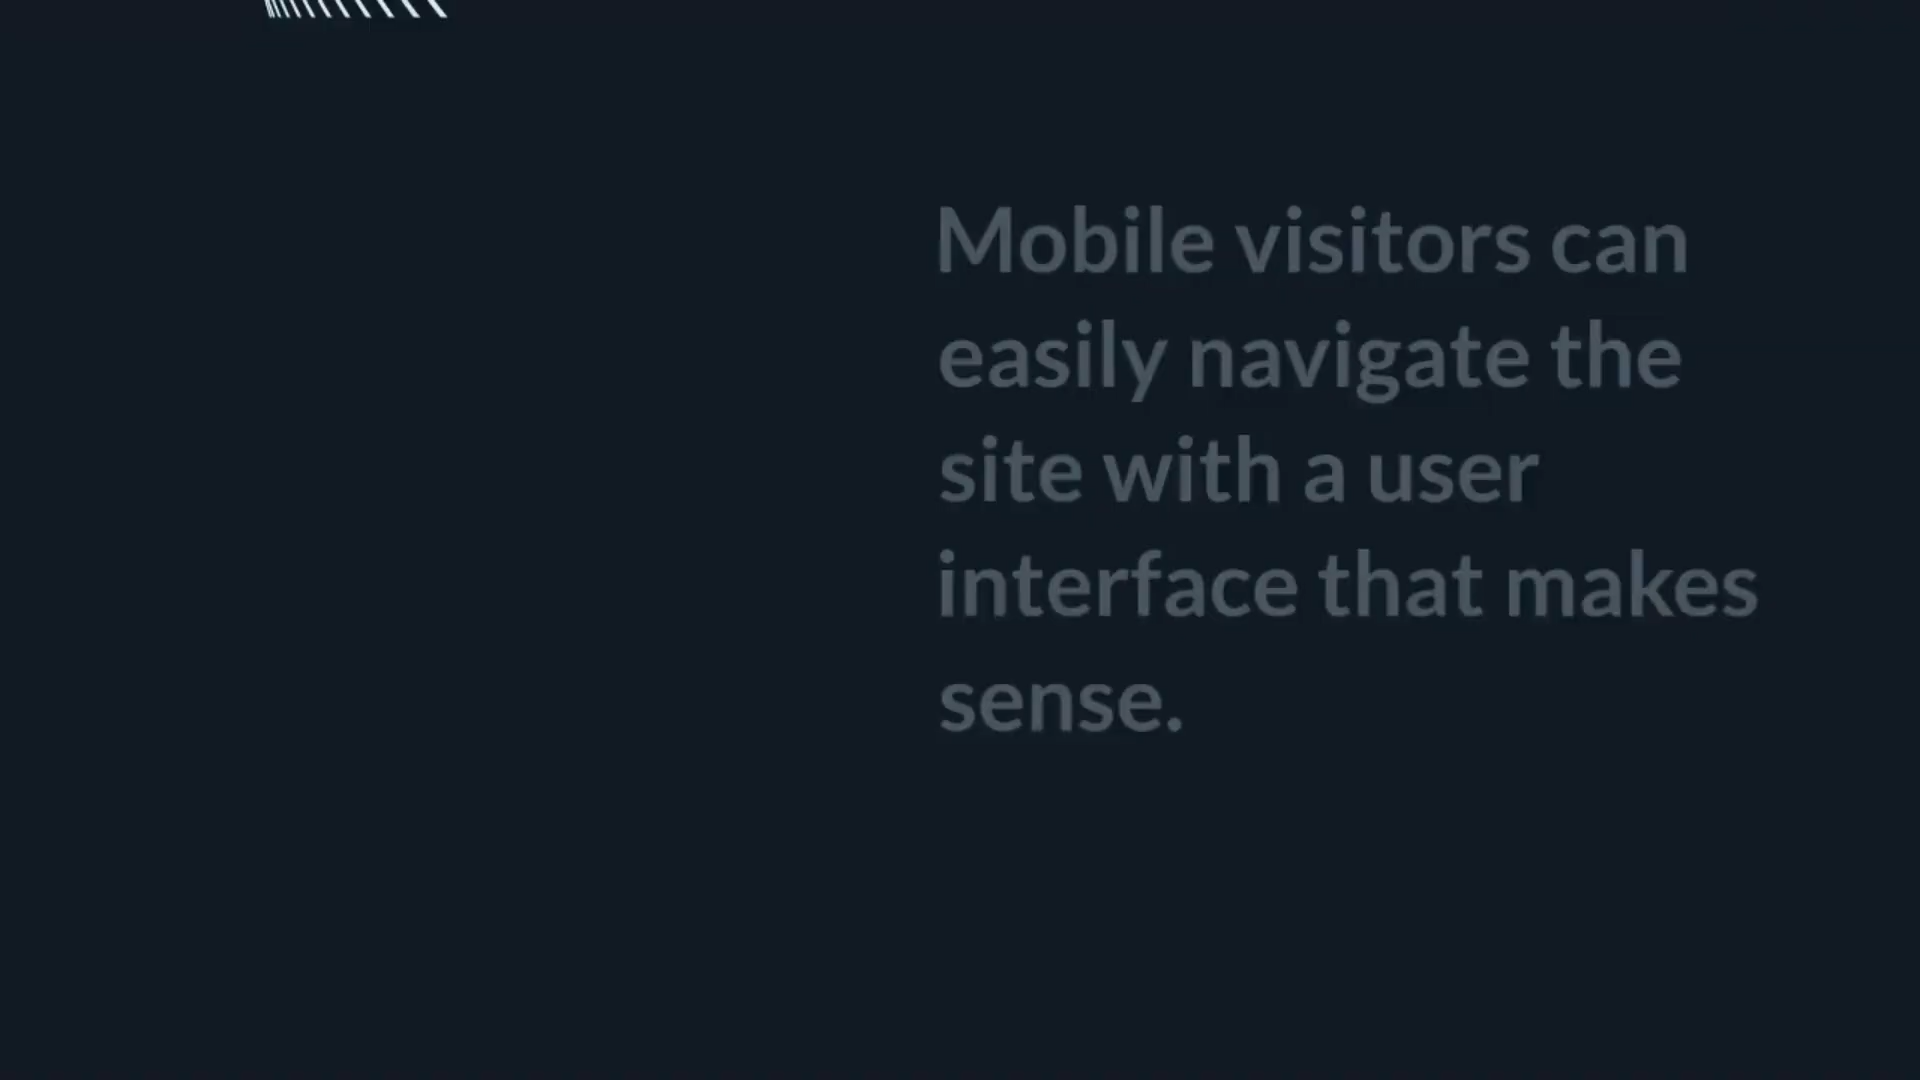 Mobile visitors can
easily navigate the
site with a user
interface that makes
sense.